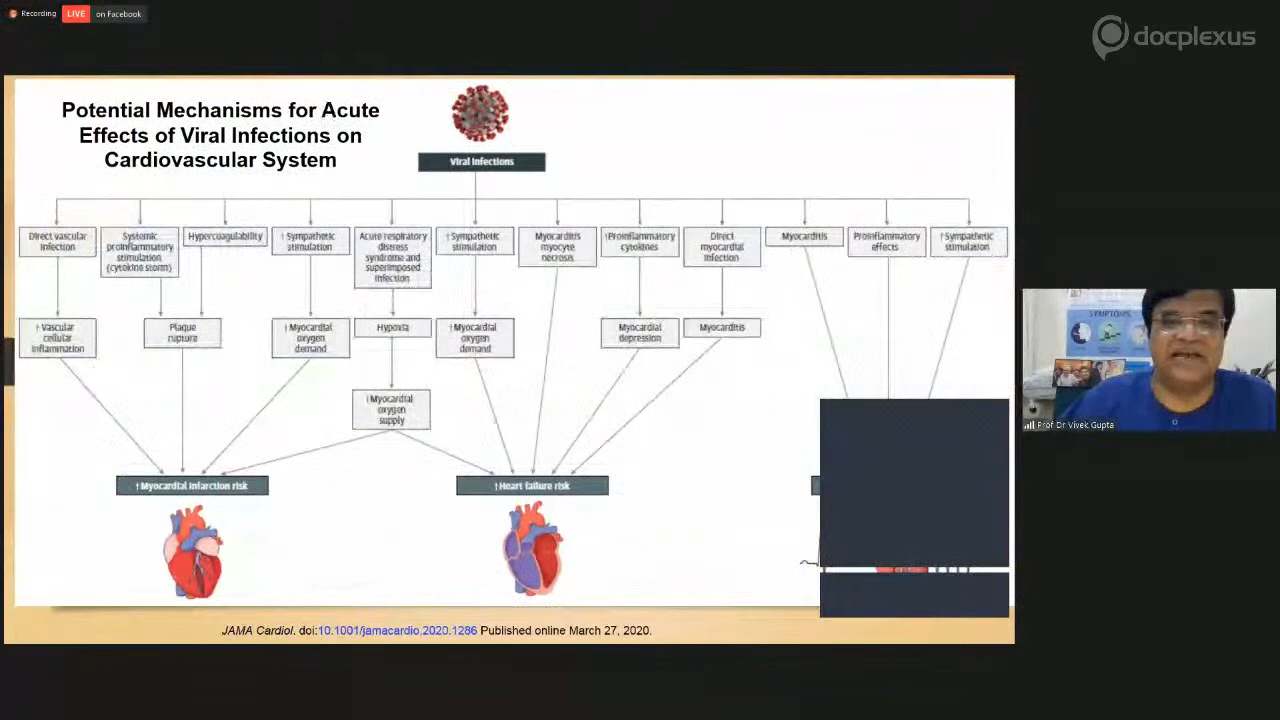 Recording
LIVE
on Facebook
docplexus
Potential Mechanisms for Acute
Effects of Viral Infections on
Cardiovascular System
Viral infections
Direct vascular
infection
Systemic
proinflammatory
stimulation
(cytokine storm)
Hypercoagulability
↑Sympathetic
stimulation
Acute respiratory
distress
syndrome and
superimposed
infection
↑Sympathetic
stimulation
Myocarditis
myocyte
necrosis
↑Proinflammatory
cytokines
Direct
myocardial
infection
Myocarditis
Proinflammatory
effects
↑Sympathetic
stimulation
↑Vascular
cellular
inflammation
Plaque
rupture
↑Myocardial
oxygen
demand
Hypoxia
↑Myocardial
oxygen
demand
Myocardial
depression
Myocarditis
Myocardial
oxygen
supply
↑Myocardial infarction risk
↑Heart failure risk
SYMPTOMS
Prof Dr Vivek Gupta
JAMA Cardiol. doi:10.1001/jamacardio.2020.1286 Published online March 27, 2020.